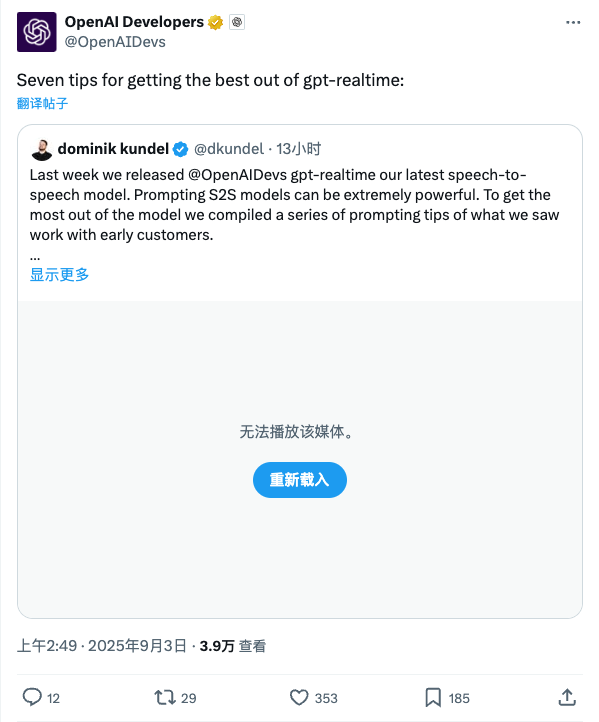 OpenAI Developers
@OpenAIDevs
Seven tips for getting the best out of gpt-realtime:
翻译帖子
dominik kundel @dkundel · 13小时
Last week we released @OpenAIDevs gpt-realtime our latest speech-to-
speech model. Prompting S2S models can be extremely powerful. To get the
most out of the model we compiled a series of prompting tips of what we saw
work with early customers.
...
显示更多
无法播放该媒体。
重新载入
上午2:49 · 2025年9月3日 · 3.9万 查看
12 29 353 185